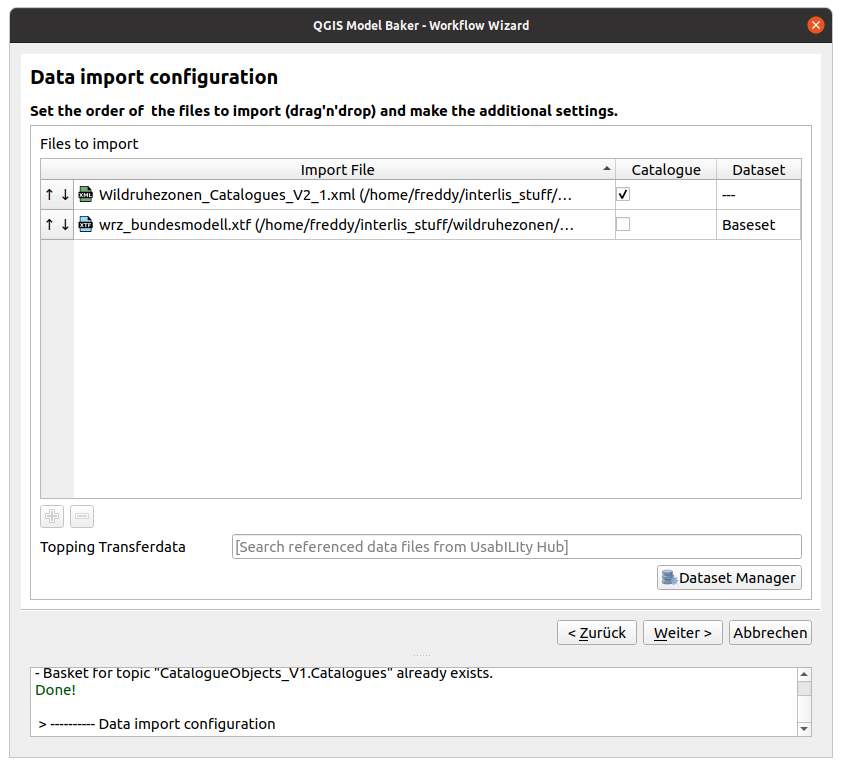 QGIS Model Baker - Workflow Wizard
Data import configuration
Set the order of  the files to import (drag'n'drop) and make the additional settings.
Files to import
Import File Catalogue Dataset
↑ ↓ XML Wildruhezonen_Catalogues_V2_1.xml (/home/freddy/interlis_stuff/… ---
↑ ↓ XTF wrz_bundesmodell.xtf (/home/freddy/interlis_stuff/wildruhezonen/… Baseset
Topping Transferdata [Search referenced data files from UsabILIty Hub]
Dataset Manager
< Zurück Weiter > Abbrechen
- Basket for topic "CatalogueObjects_V1.Catalogues" already exists.
Done!
> ---------- Data import configuration